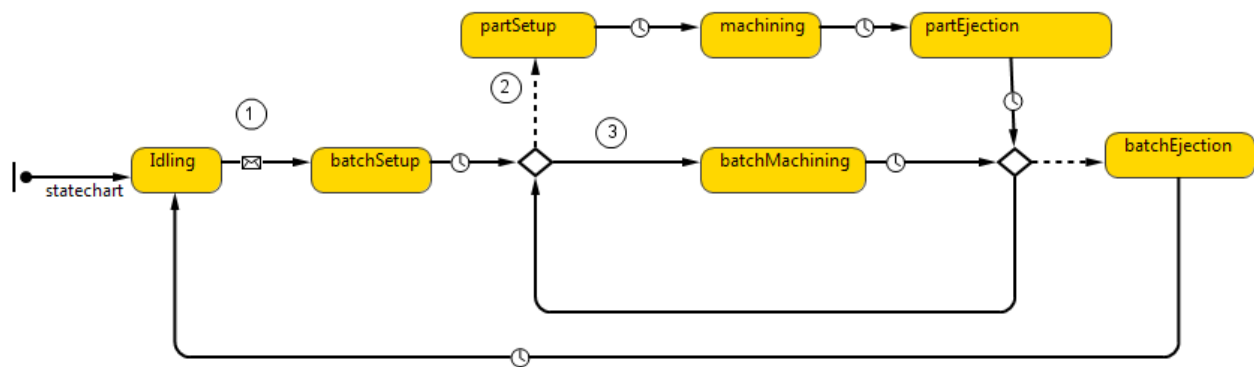 partSetup
machining
partEjection
2
1
3
Idling
batchSetup
batchMachining
batchEjection
statechart